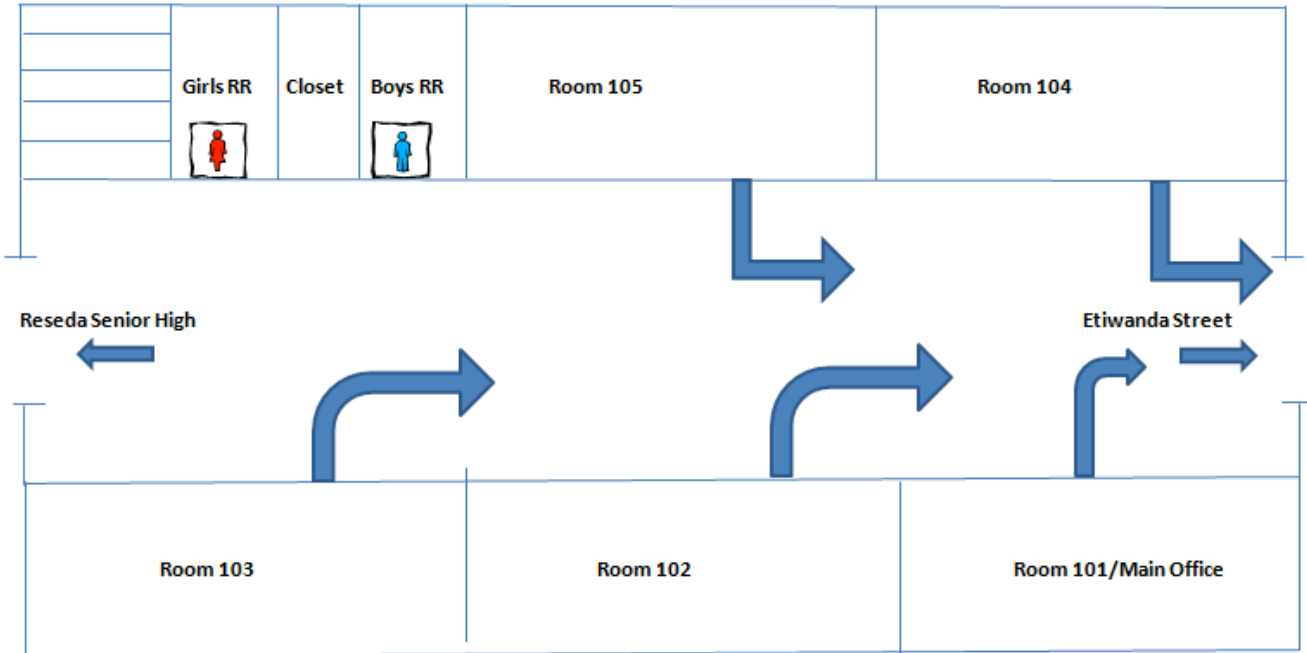 Girls RR
Closet
Boys RR
Room 105
Room 104
Reseda Senior High
Etiwanda Street
Room 103
Room 102
Room 101/Main Office